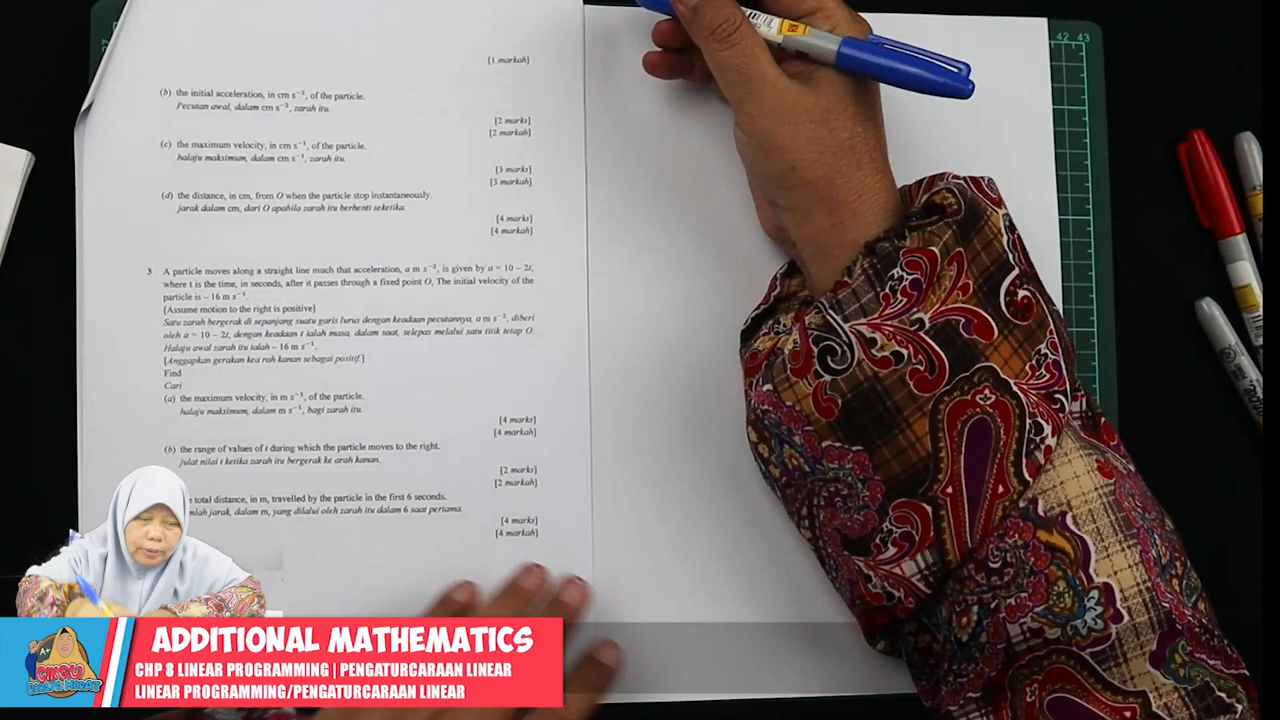 [1 markah]
(b) the initial acceleration, in cm s⁻², of the particle.
Pecutan awal, dalam cm s⁻², zarah itu.
[2 marks]
[2 markah]
(c) the maximum velocity, in cm s⁻¹, of the particle.
halaju maksimum, dalam cm s⁻¹, zarah itu.
[3 marks]
[3 markah]
(d) the distance, in cm, from O when the particle stop instantaneously.
jarak dalam cm, dari O apabila zarah itu berhenti seketika.
[4 marks]
[4 markah]
3 A particle moves along a straight line much that acceleration, a m s⁻², is given by a = 10 – 2t,
where t is the time, in seconds, after it passes through a fixed point O, The initial velocity of the
particle is – 16 m s⁻¹.
[Assume motion to the right is positive]
Satu zarah bergerak di sepanjang suatu garis lurus dengan keadaan pecutannya, a m s⁻², diberi
oleh a = 10 – 2t, dengan keadaan t ialah masa, dalam saat, selepas melalui satu titik tetap O.
Halaju awal zarah itu ialah – 16 m s⁻¹.
[Anggapkan gerakan kea rah kanan sebagai positif]
Find
Cari
(a) the maximum velocity, in m s⁻¹, of the particle.
halaju maksimum, dalam m s⁻¹, bagi zarah itu.
[4 marks]
[4 markah]
(b) the range of values of t during which the particle moves to the right.
Julat nilai t ketika zarah itu bergerak ke arah kanan.
[2 marks]
[2 markah]
total distance, in m, travelled by the particle in the first 6 seconds.
jarak, dalam m, yang dilalui oleh zarah itu dalam 6 saat pertama.
[4 marks]
[4 markah]
42 43
A+
ADDITIONAL MATHEMATICS
CHP 8 LINEAR PROGRAMMING | PENGATURCARAAN LINEAR
LINEAR PROGRAMMING/PENGATURCARAAN LINEAR